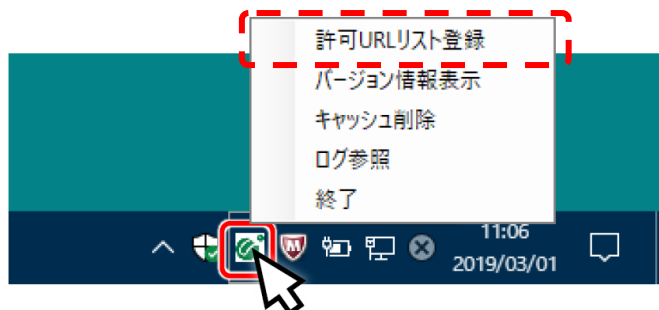 許可URLリスト登録
バージョン情報表示
キャッシュ削除
ログ参照
終了
11:06
2019/03/01